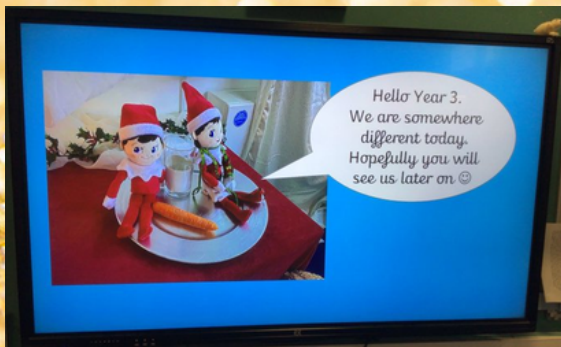 Hello Year 3.
We are somewhere
different today.
Hopefully you will
see us later on ☺